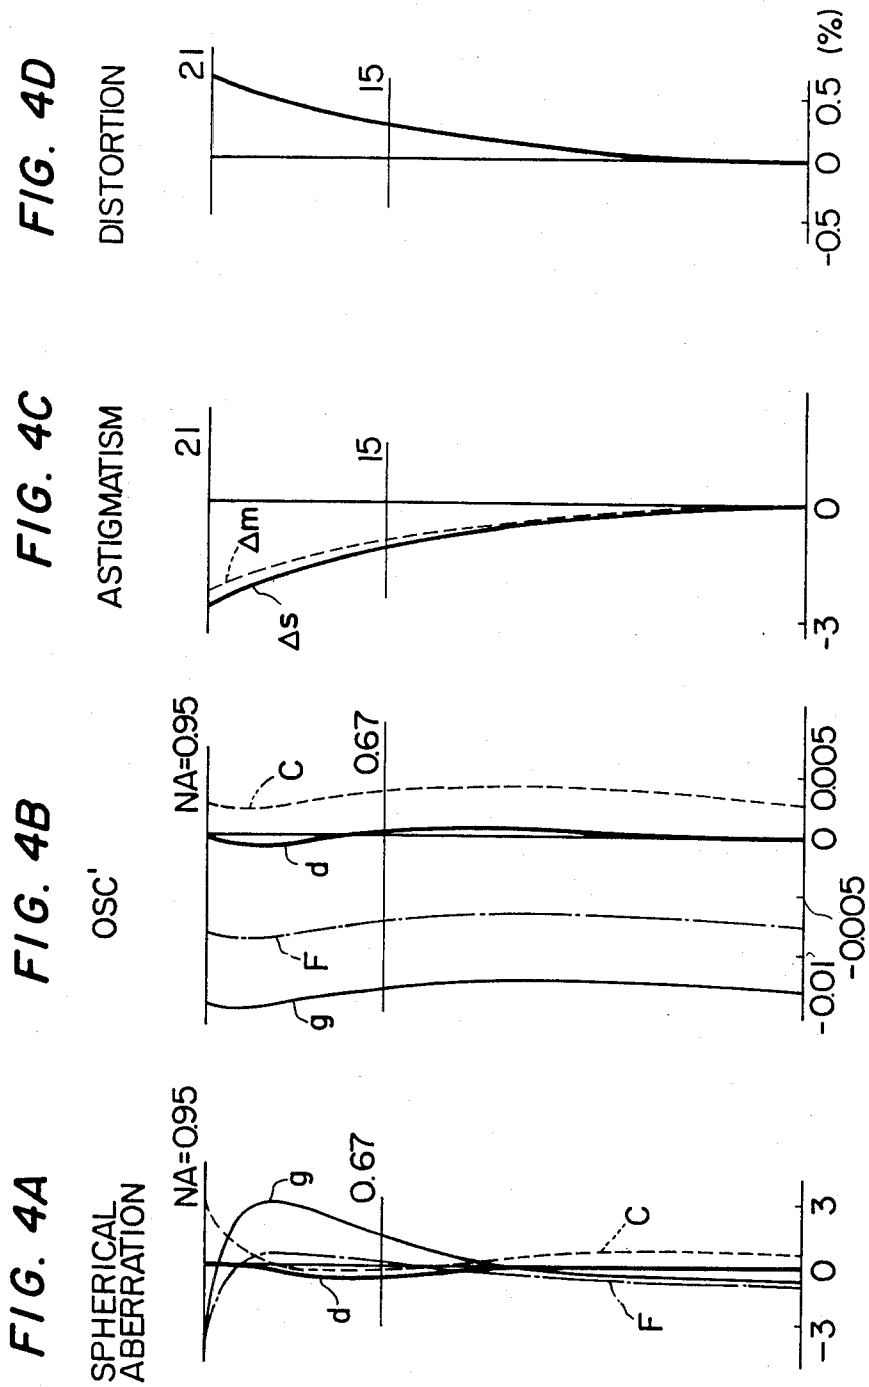 FIG. 4A
SPHERICAL
ABERRATION
NA=0.95
g
0.67
d
C
F
-3
0
3
FIG. 4B
OSC'
NA=0.95
C
0.67
d
F
g
-0.01
-0.005
0
0.005
FIG. 4C
ASTIGMATISM
21
Δm
15
Δs
-3
0
FIG. 4D
DISTORTION
21
15
-0.5
0
0.5
(%)